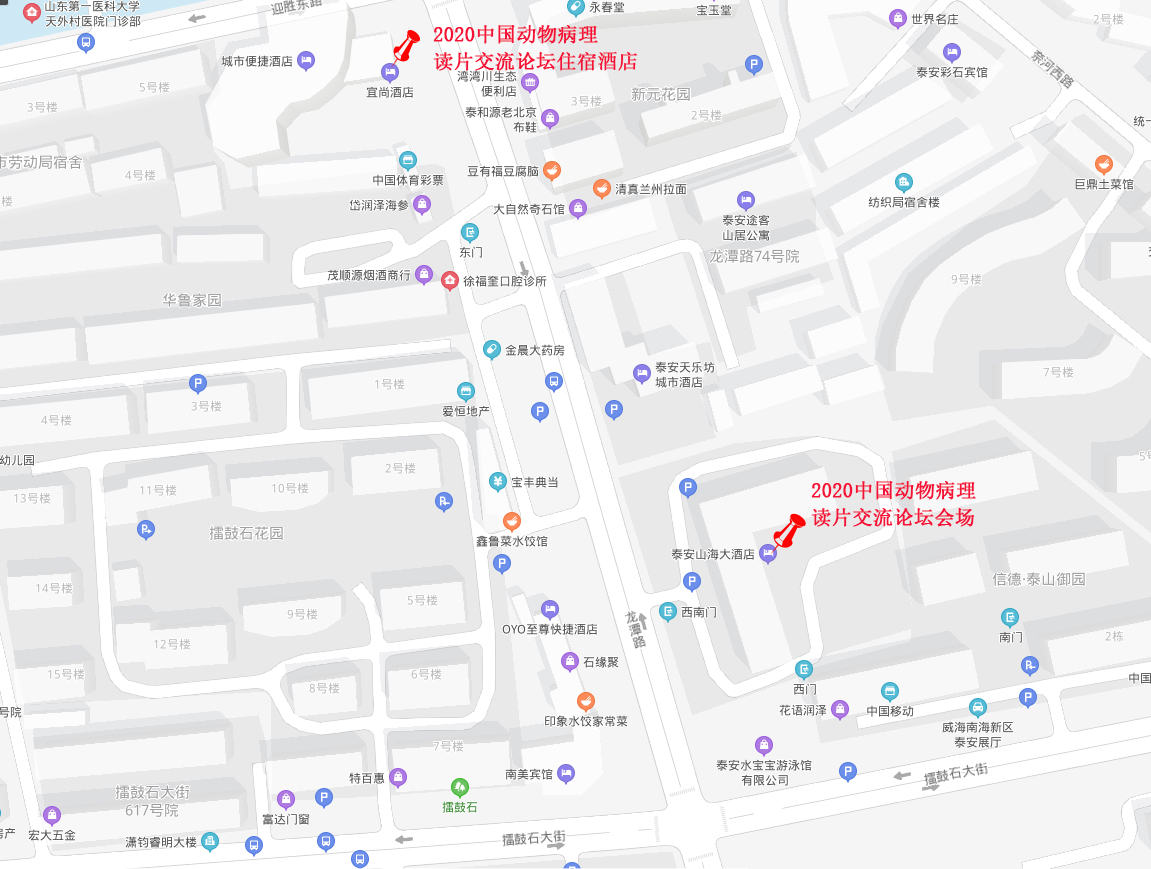 山东第一医科大学
天外村医院门诊部
迎胜东路
永春堂
宝玉堂
世界名庄
2号楼
2020中国动物病理
读片交流论坛住宿酒店
城市便捷酒店
宜尚酒店
湾湾川生态
便利店
泰安彩石宾馆
奈河西路
5号楼
3号楼
新元花园
3号楼
2号楼
泰和源老北京
布鞋
统一
市劳动局宿舍
4号楼
中国体育彩票
豆有福豆腐脑
清真兰州拉面
巨鼎土菜馆
楼
岱润泽海参
大自然奇石馆
纺织局宿舍楼
泰安途客
山居公寓
东门
龙潭路74号院
茂顺源烟酒商行
徐福奎口腔诊所
9号楼
华鲁家园
金晨大药房
泰安天乐坊
城市酒店
7号楼
1号楼
3号楼
爱恒地产
4号楼
幼儿园
2号楼
宝丰典当
11号楼
10号楼
13号楼
2020中国动物病理
读片交流论坛会场
擂鼓石花园
鑫鲁菜水饺馆
泰安山海大酒店
信德·泰山御园
14号楼
5号楼
9号楼
OYO至尊快捷酒店
龙潭路
西南门
南门
2栋
12号楼
石缘聚
15号楼
8号楼
6号楼
西门
中国
号院
印象水饺家常菜
花语润泽
中国移动
威海南海新区
泰安展厅
7号楼
特百惠
南美宾馆
泰安水宝宝游泳馆
有限公司
擂鼓石大街
擂鼓石大街
617号院
擂鼓石
富达门窗
房产
宏大五金
潇钧睿明大楼
擂鼓石大街